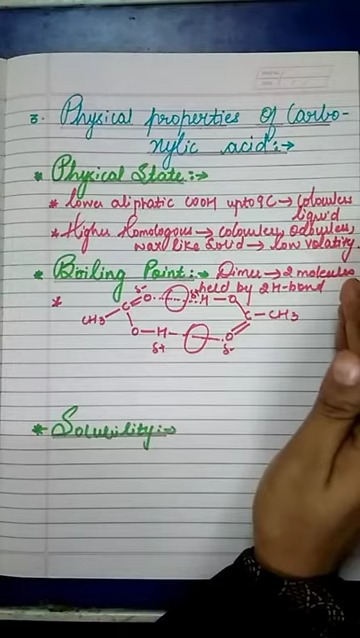 3. Physical properties of Carbo-
xylic acid:→
* Physical State:→
* lower aliphatic COOH upto 9C → Colourless
liquid
* Higher Homologous → colourless, odourless,
wax like solid → low volatity.
* Boiling Point:→ Dimer → 2 molecules
held by 2H-bond
* δ- O δ+ H – O
CH3 – C C – CH3
O – H O
δ+ δ-
* Solubility:→